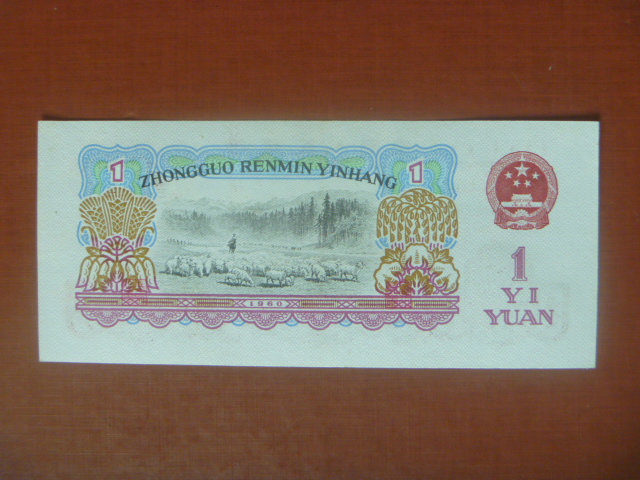 1
1
ZHONGGUO RENMIN YINHANG
1960
1
YI
YUAN